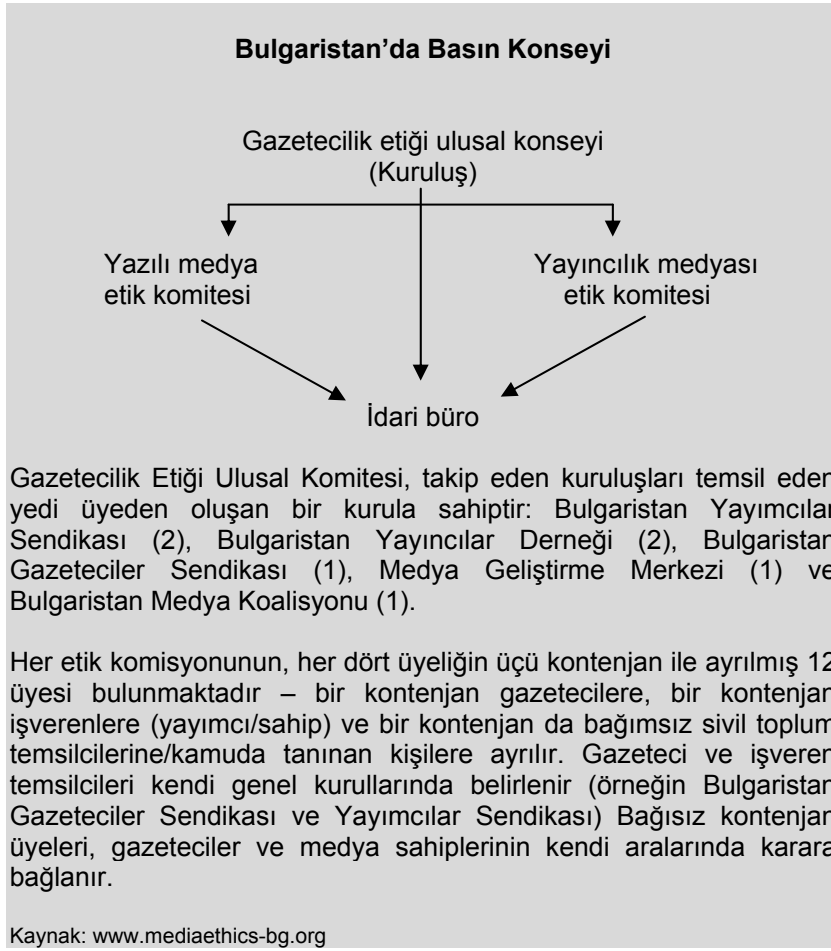 Bulgaristan’da Basın Konseyi
Gazetecilik etiği ulusal konseyi
(Kuruluş)
Yazılı medya
etik komitesi
Yayıncılık medyası
etik komitesi
İdari büro
Gazetecilik Etiği Ulusal Komitesi, takip eden kuruluşları temsil eden
yedi üyeden oluşan bir kurula sahiptir: Bulgaristan Yayımcılar
Sendikası (2), Bulgaristan Yayıncılar Derneği (2), Bulgaristan
Gazeteciler Sendikası (1), Medya Geliştirme Merkezi (1) ve
Bulgaristan Medya Koalisyonu (1).
Her etik komisyonunun, her dört üyeliğin üçü kontenjan ile ayrılmış 12
üyesi bulunmaktadır – bir kontenjan gazetecilere, bir kontenjan
işverenlere (yayımcı/sahip) ve bir kontenjan da bağımsız sivil toplum
temsilcilerine/kamuda tanınan kişilere ayrılır. Gazeteci ve işveren
temsilcileri kendi genel kurullarında belirlenir (örneğin Bulgaristan
Gazeteciler Sendikası ve Yayımcılar Sendikası) Bağısız kontenjan
üyeleri, gazeteciler ve medya sahiplerinin kendi aralarında karara
bağlanır.
Kaynak: www.mediaethics-bg.org